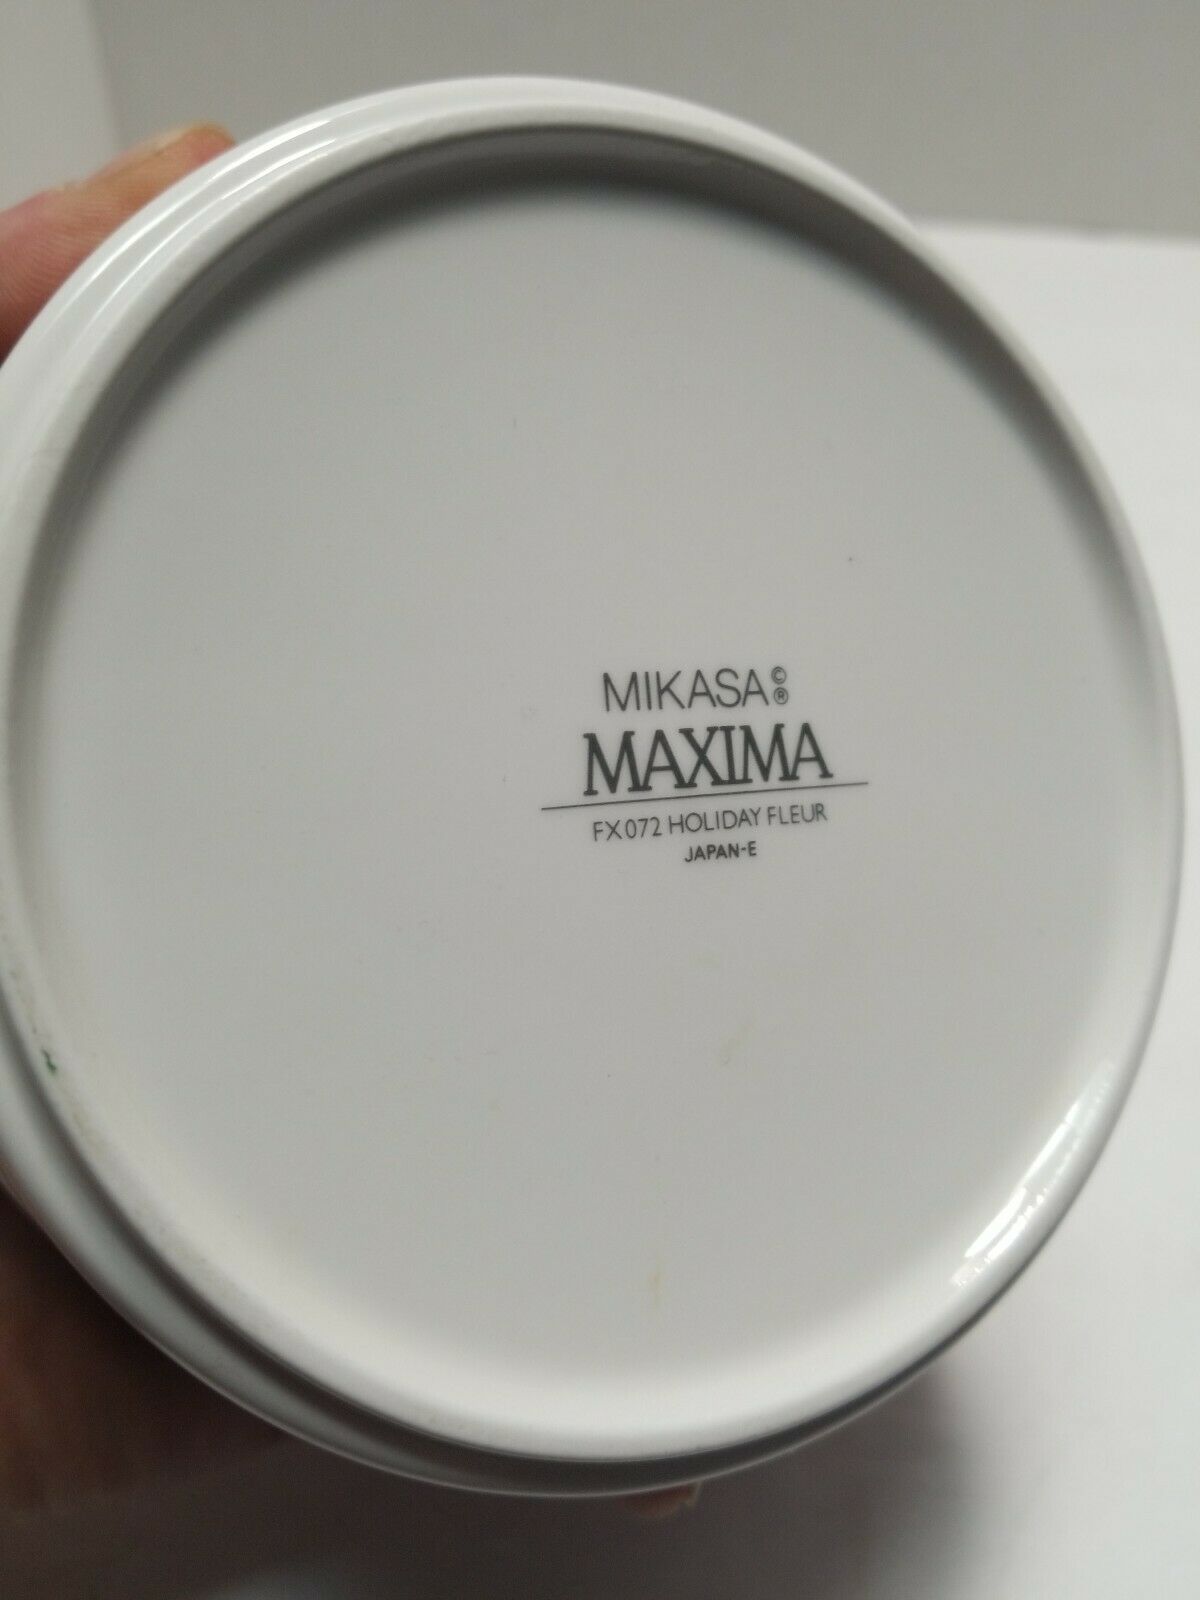 MIKASA©®
MAXIMA
FX072 HOLIDAY FLEUR
JAPAN-E